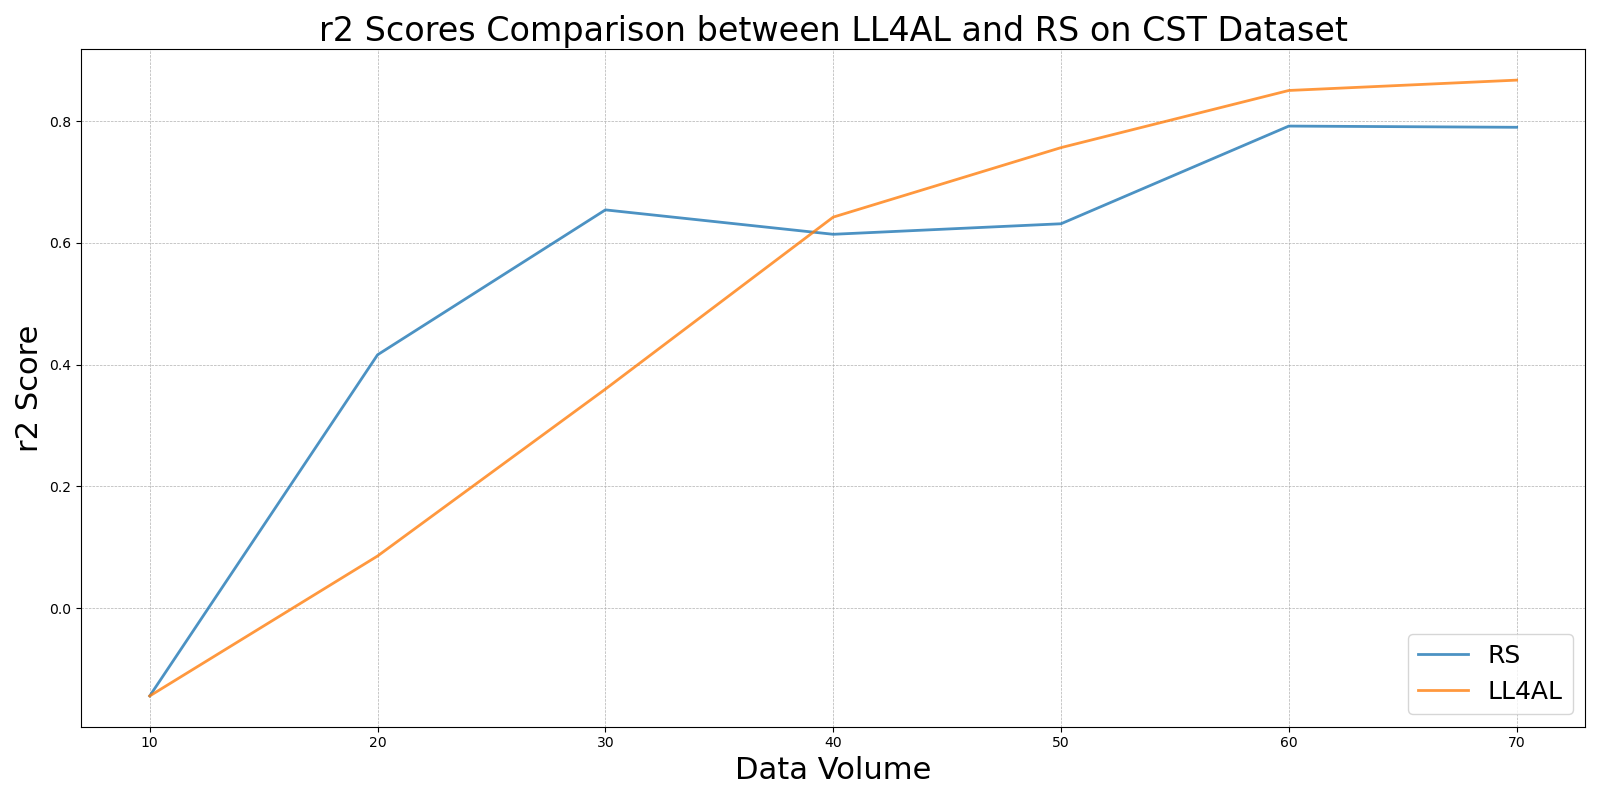 r2 Scores Comparison between LL4AL and RS on CST Dataset
r2 Score
0.8
0.6
0.4
0.2
0.0
10 20 30 40 50 60 70
Data Volume
RS
LL4AL